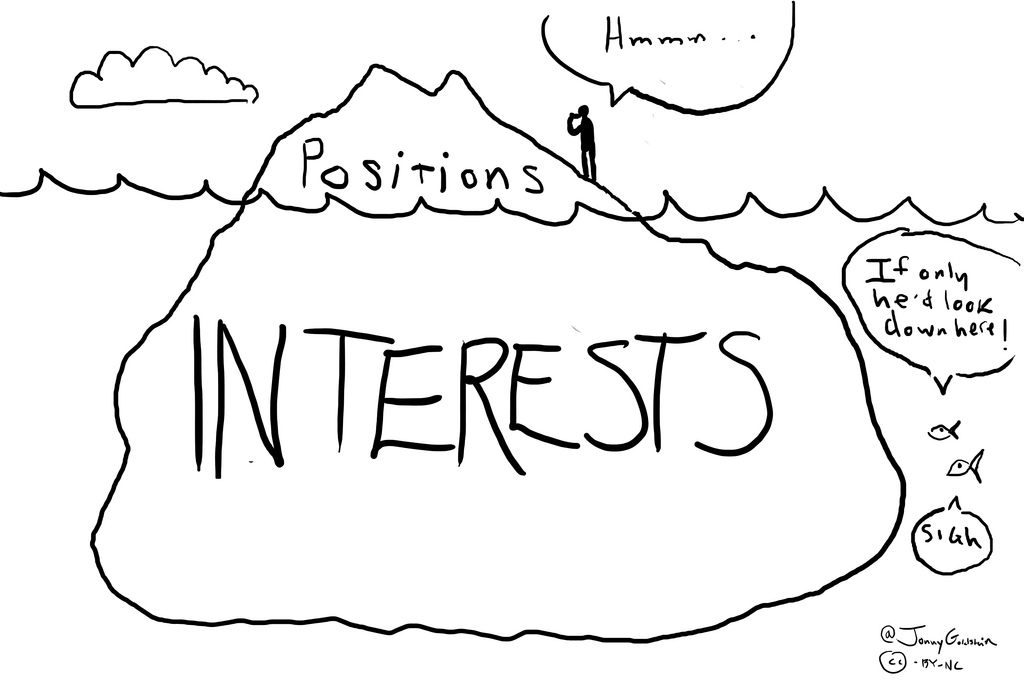 Hmmm...
Positions
If only
he'd look
down here!
INTERESTS
SIGH
@JonnyGoldstein
cc -BY-NC